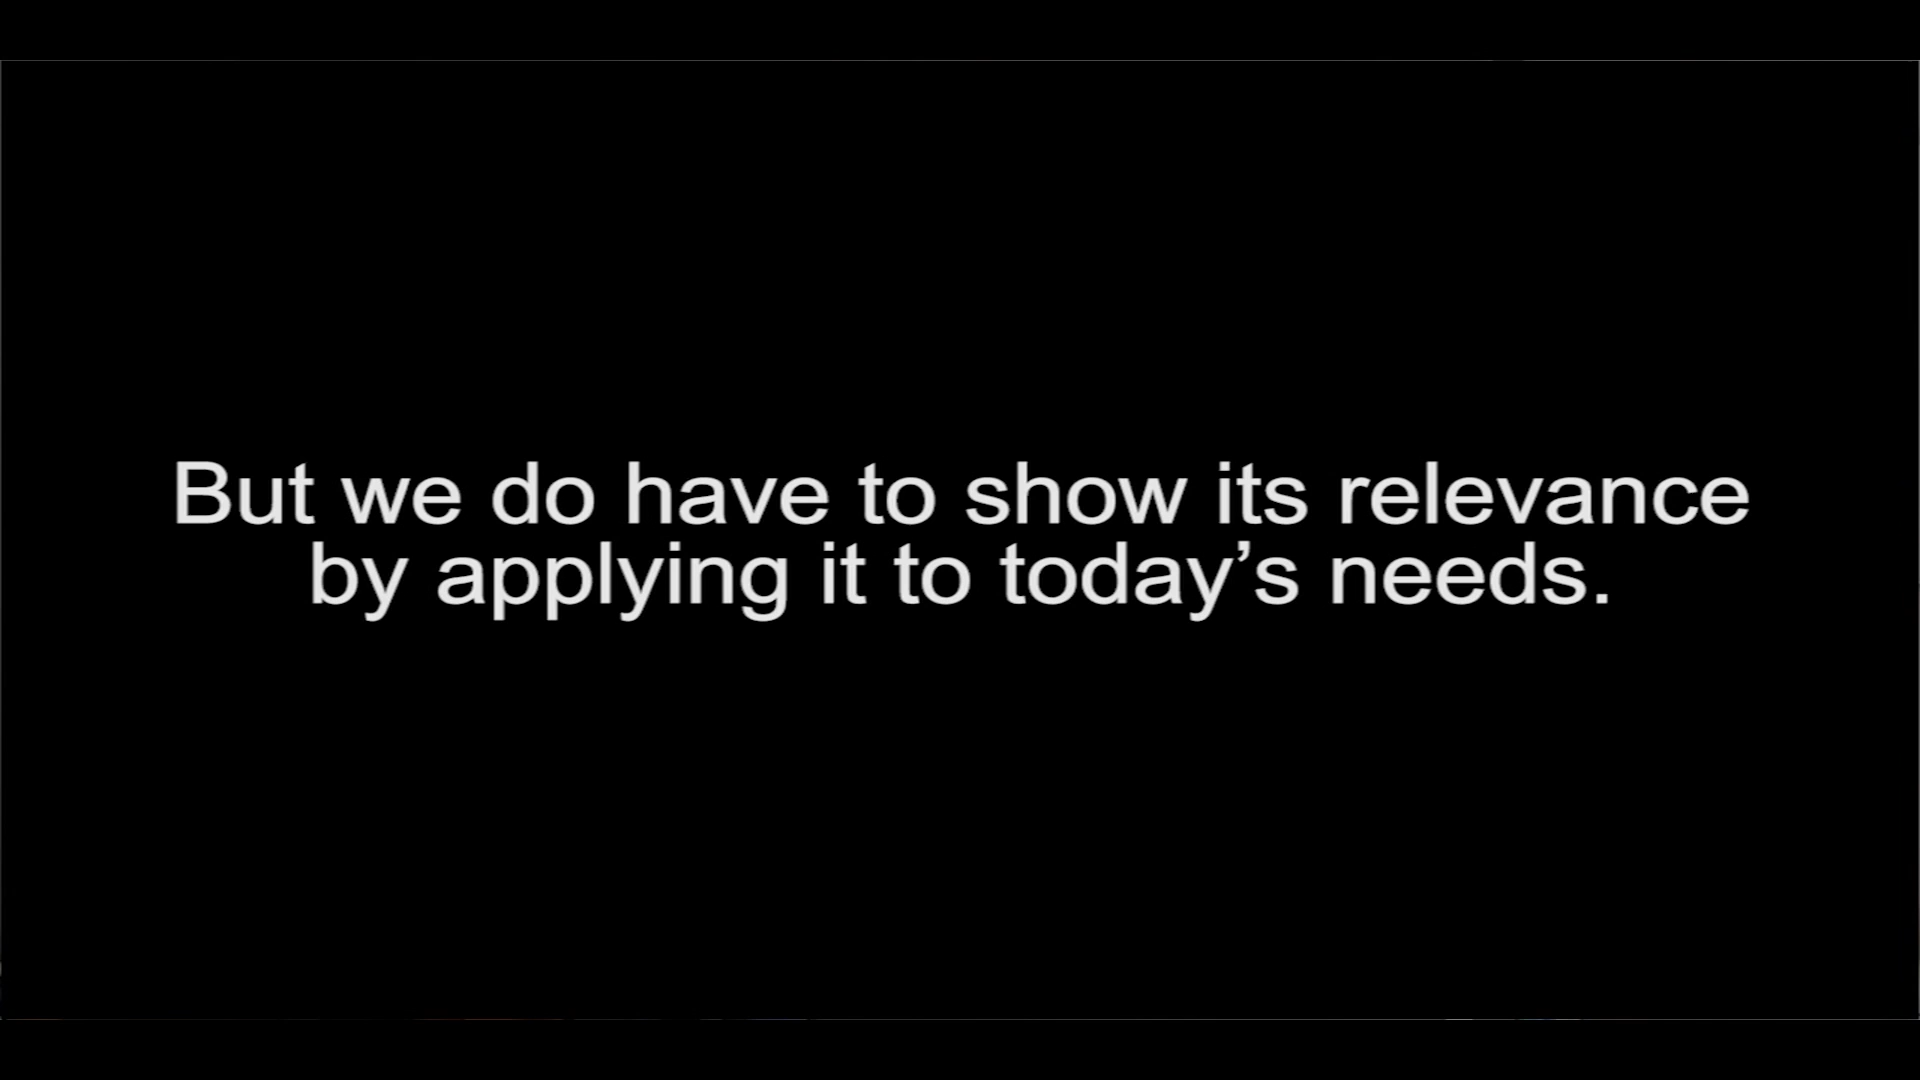 But we do have to show its relevance
by applying it to today’s needs.